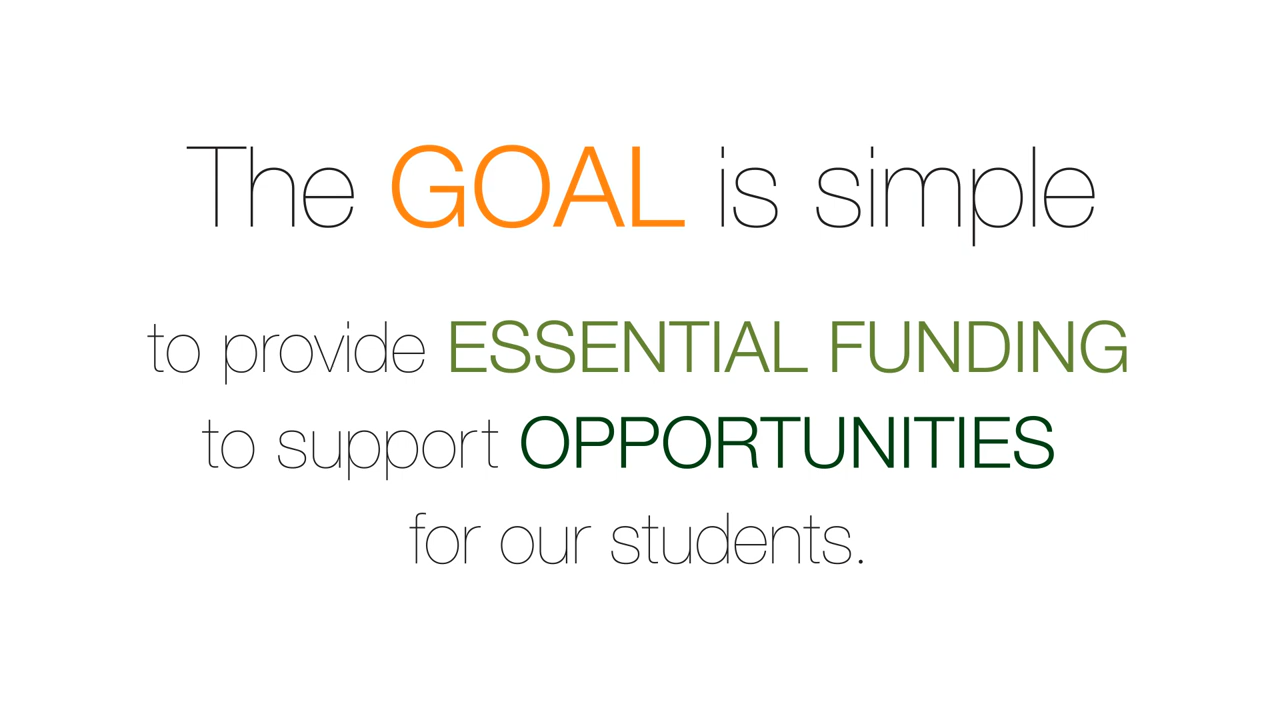 The GOAL is simple
to provide ESSENTIAL FUNDING
to support OPPORTUNITIES
for our students.